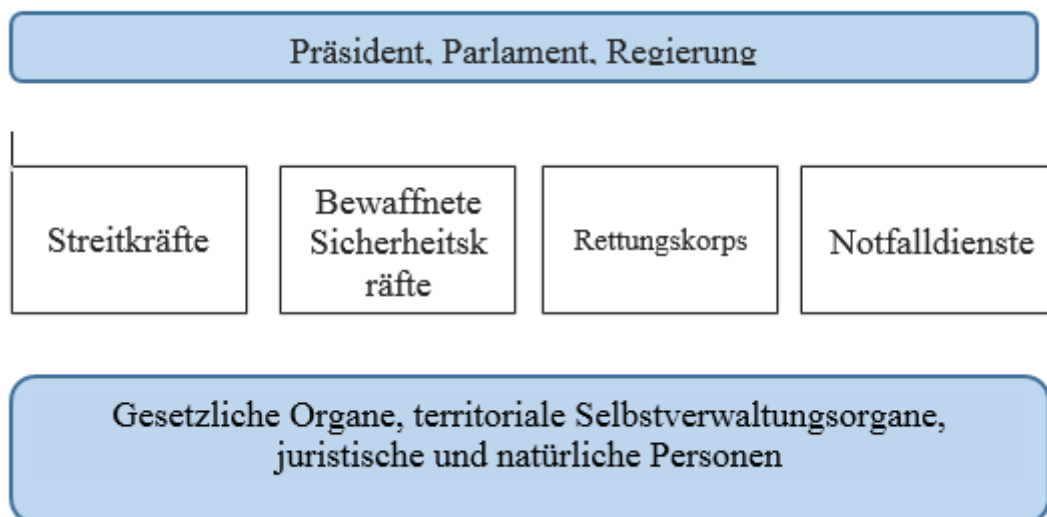 Präsident, Parlament, Regierung
Streitkräfte
Bewaffnete
Sicherheitsk
räfte
Rettungskorps
Notfalldienste
Gesetzliche Organe, territoriale Selbstverwaltungsorgane,
juristische und natürliche Personen